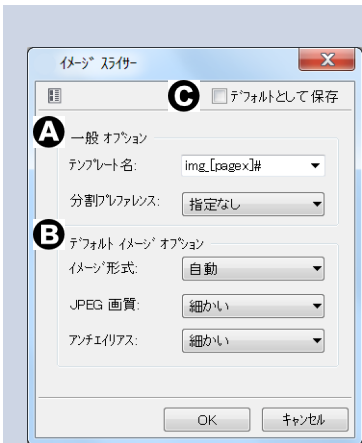 ｲﾒｰｼﾞ ｽﾗｲｻｰ
C ﾃﾞﾌｫﾙﾄとして保存
A 一般 ｵﾌﾟｼｮﾝ
ﾃﾝﾌﾟﾚｰﾄ名: img_[pagex]#
分割ﾌﾟﾚﾌｧﾚﾝｽ: 指定なし
B ﾃﾞﾌｫﾙﾄ ｲﾒｰｼﾞ ｵﾌﾟｼｮﾝ
ｲﾒｰｼﾞ形式: 自動
JPEG 画質: 細かい
ｱﾝﾁｴｲﾘｱｽ: 細かい
OK ｷｬﾝｾﾙ